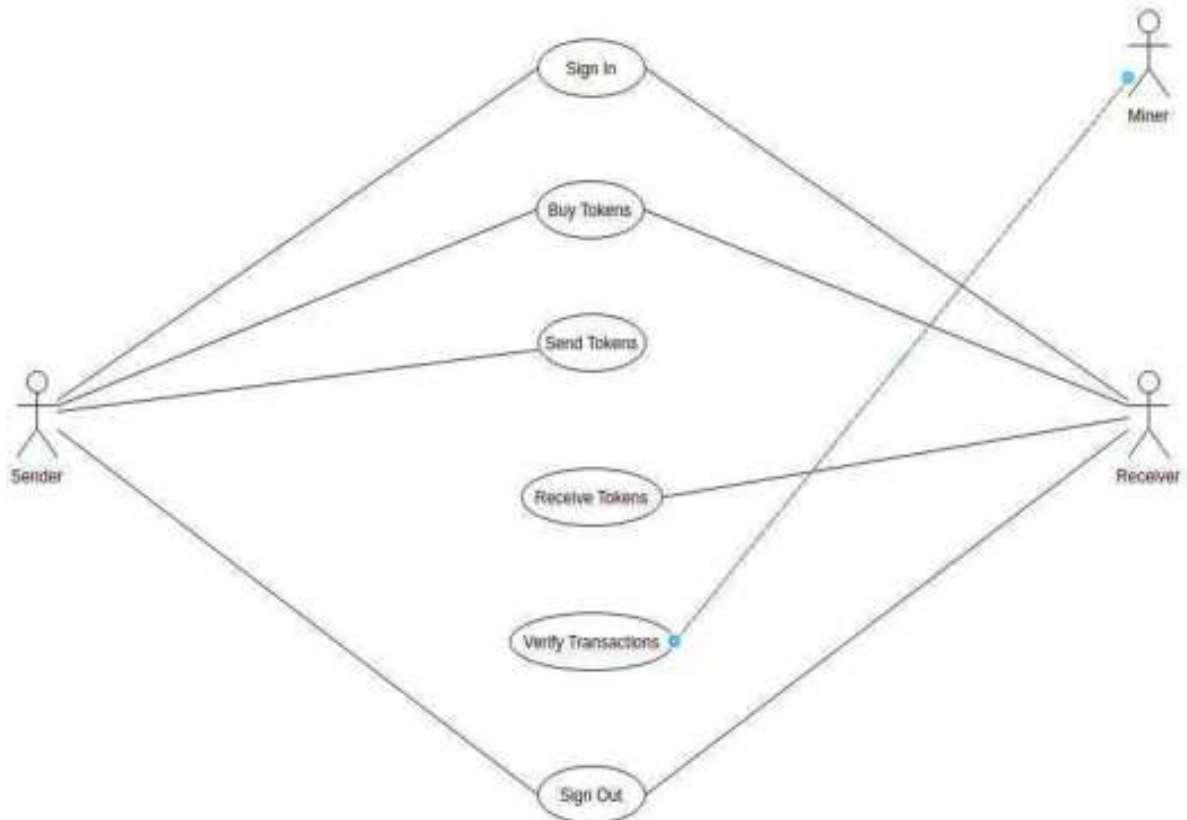 Sign In
Miner
Buy Tokens
Send Tokens
Sender
Receiver
Receive Tokens
Verify Transactions
Sign Out